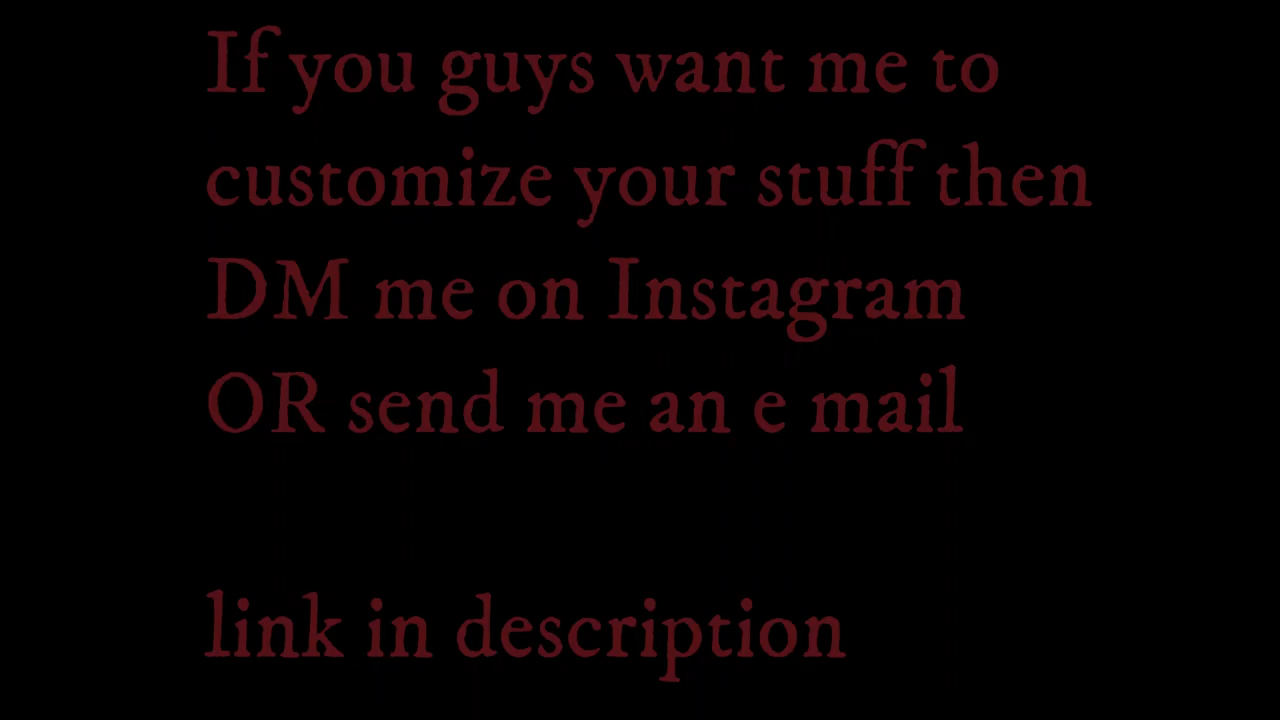 If you guys want me to
customize your stuff then
DM me on Instagram
OR send me an e mail
link in description